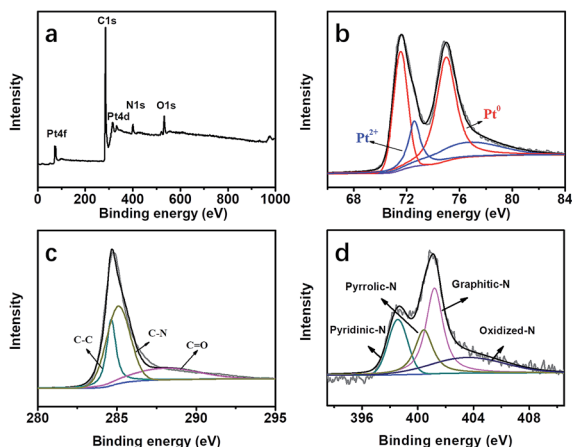 a
C1s
Pt4d
N1s
O1s
Pt4f
Intensity
0 200 400 600 800 1000
Binding energy (eV)
b
Pt0
Pt2+
Intensity
68 72 76 80 84
Binding energy (eV)
c
C-C
C-N
C=O
Intensity
280 285 290 295
Binding energy (eV)
d
Pyrrolic-N
Graphitic-N
Pyridinic-N
Oxidized-N
Intensity
396 400 404 408
Binding energy (eV)